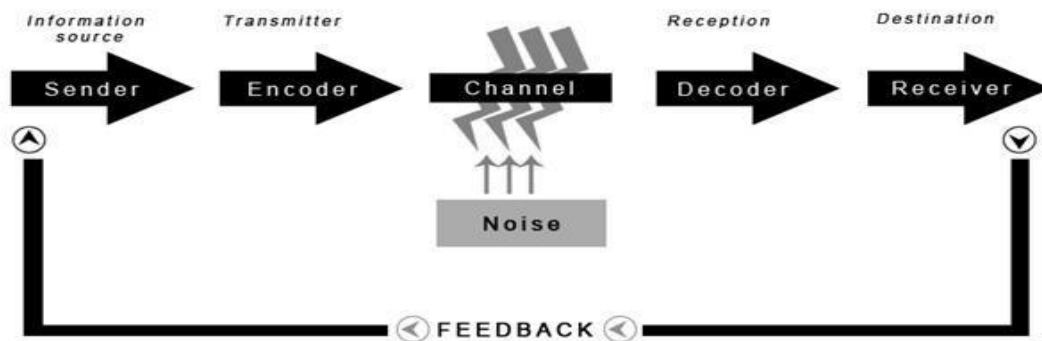 Information
source
Transmitter
Reception
Destination
Sender
Encoder
Channel
Decoder
Receiver
Noise
FEEDBACK